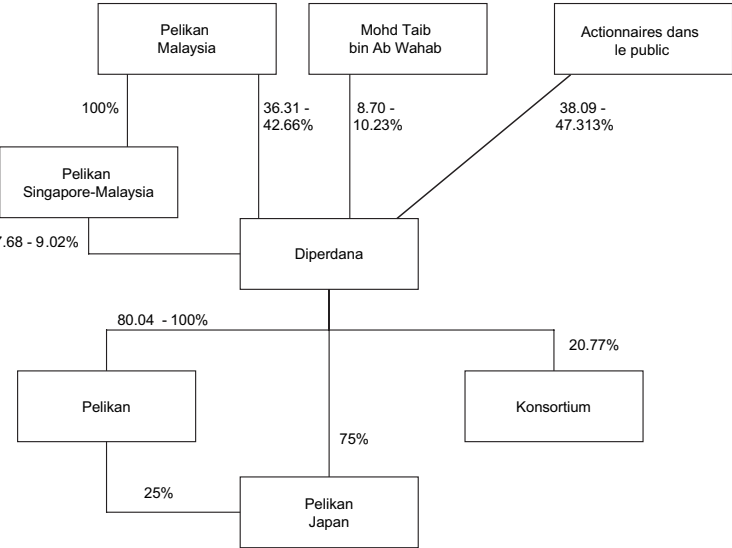 Pelikan
Malaysia
Mohd Taib
bin Ab Wahab
Actionnaires dans
le public
100%
36.31 -
42.66%
8.70 -
10.23%
38.09 -
47.313%
Pelikan
Singapore-Malaysia
7.68 - 9.02%
Diperdana
80.04 - 100%
20.77%
Pelikan
Konsortium
75%
25%
Pelikan
Japan